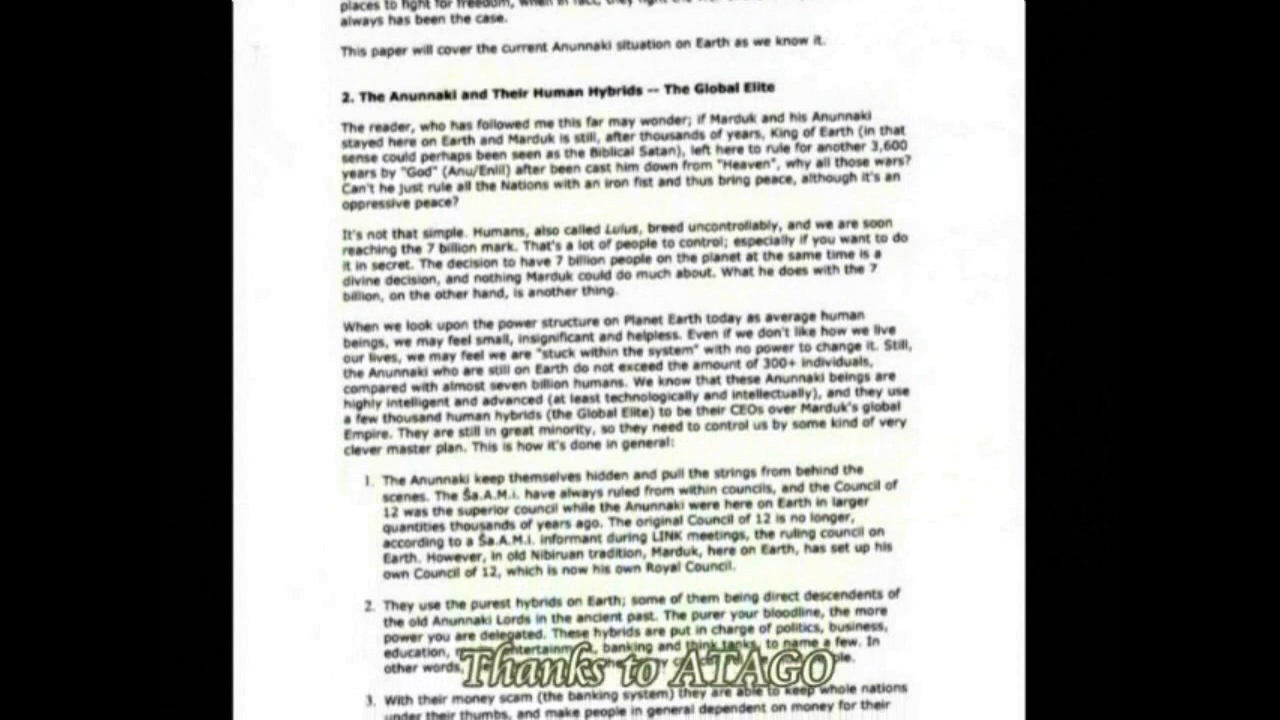 places to fight for freedom, when in fact, they fight the
always has been the case.
This paper will cover the current Anunnaki situation on Earth as we know it.
2. The Anunnaki and Their Human Hybrids -- The Global Elite
The reader, who has followed me this far may wonder; if Marduk and his Anunnaki
stayed here on Earth and Marduk is still, after thousands of years, King of Earth (in that
sense could perhaps been seen as the Biblical Satan), left here to rule for another 3,600
years by "God" (Anu/Enlil) after been cast him down from "Heaven", why all those wars?
Can't he just rule all the Nations with an iron fist and thus bring peace, although it's an
oppressive peace?
It's not that simple. Humans, also called Lulus, breed uncontrollably, and we are soon
reaching the 7 billion mark. That's a lot of people to control; especially if you want to do
it in secret. The decision to have 7 billion people on the planet at the same time is a
divine decision, and nothing Marduk could do much about. What he does with the 7
billion, on the other hand, is another thing.
When we look upon the power structure on Planet Earth today as average human
beings, we may feel small, insignificant and helpless. Even if we don't like how we live
our lives, we may feel we are "stuck within the system" with no power to change it. Still,
the Anunnaki who are still on Earth do not exceed the amount of 300+ individuals,
compared with almost seven billion humans. We know that these Anunnaki beings are
highly intelligent and advanced (at least technologically and intellectually), and they use
a few thousand human hybrids (the Global Elite) to be their CEOs over Marduk's global
Empire. They are still in great minority, so they need to control us by some kind of very
clever master plan. This is how it's done in general:
1. The Anunnaki keep themselves hidden and pull the strings from behind the
scenes. The Ša.A.M.i. have always ruled from within councils, and the Council of
12 was the superior council while the Anunnaki were here on Earth in larger
quantities thousands of years ago. The original Council of 12 is no longer,
according to a Ša.A.M.i. informant during LINK meetings, the ruling council on
Earth. However, in old Nibiruan tradition, Marduk, here on Earth, has set up his
own Council of 12, which is now his own Royal Council.
2. They use the purest hybrids on Earth; some of them being direct descendents of
the old Anunnaki Lords in the ancient past. The purer your bloodline, the more
power you are delegated. These hybrids are put in charge of politics, business,
education, entertainment, banking and think tanks, to name a few. In
other words,
Thanks to ATAGO
3. With their money scam (the banking system) they are able to keep whole nations
under their thumbs, and make people in general dependent on money for their